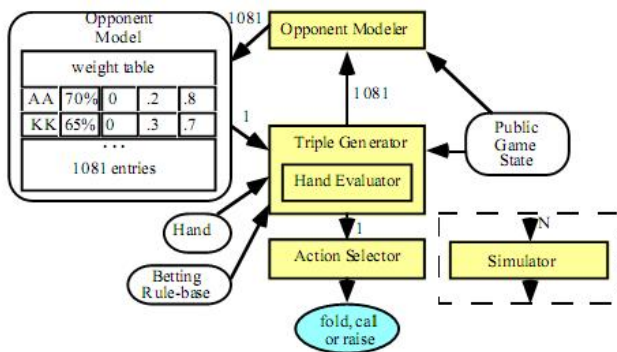 Opponent
Model
weight table
AA 70% 0 .2 .8
KK 65% 0 .3 .7
...
1081 entries
1081
Opponent Modeler
1081
1
Triple Generator
Hand Evaluator
Public
Game
State
Hand
Betting
Rule-base
1
Action Selector
fold, call
or raise
N
Simulator